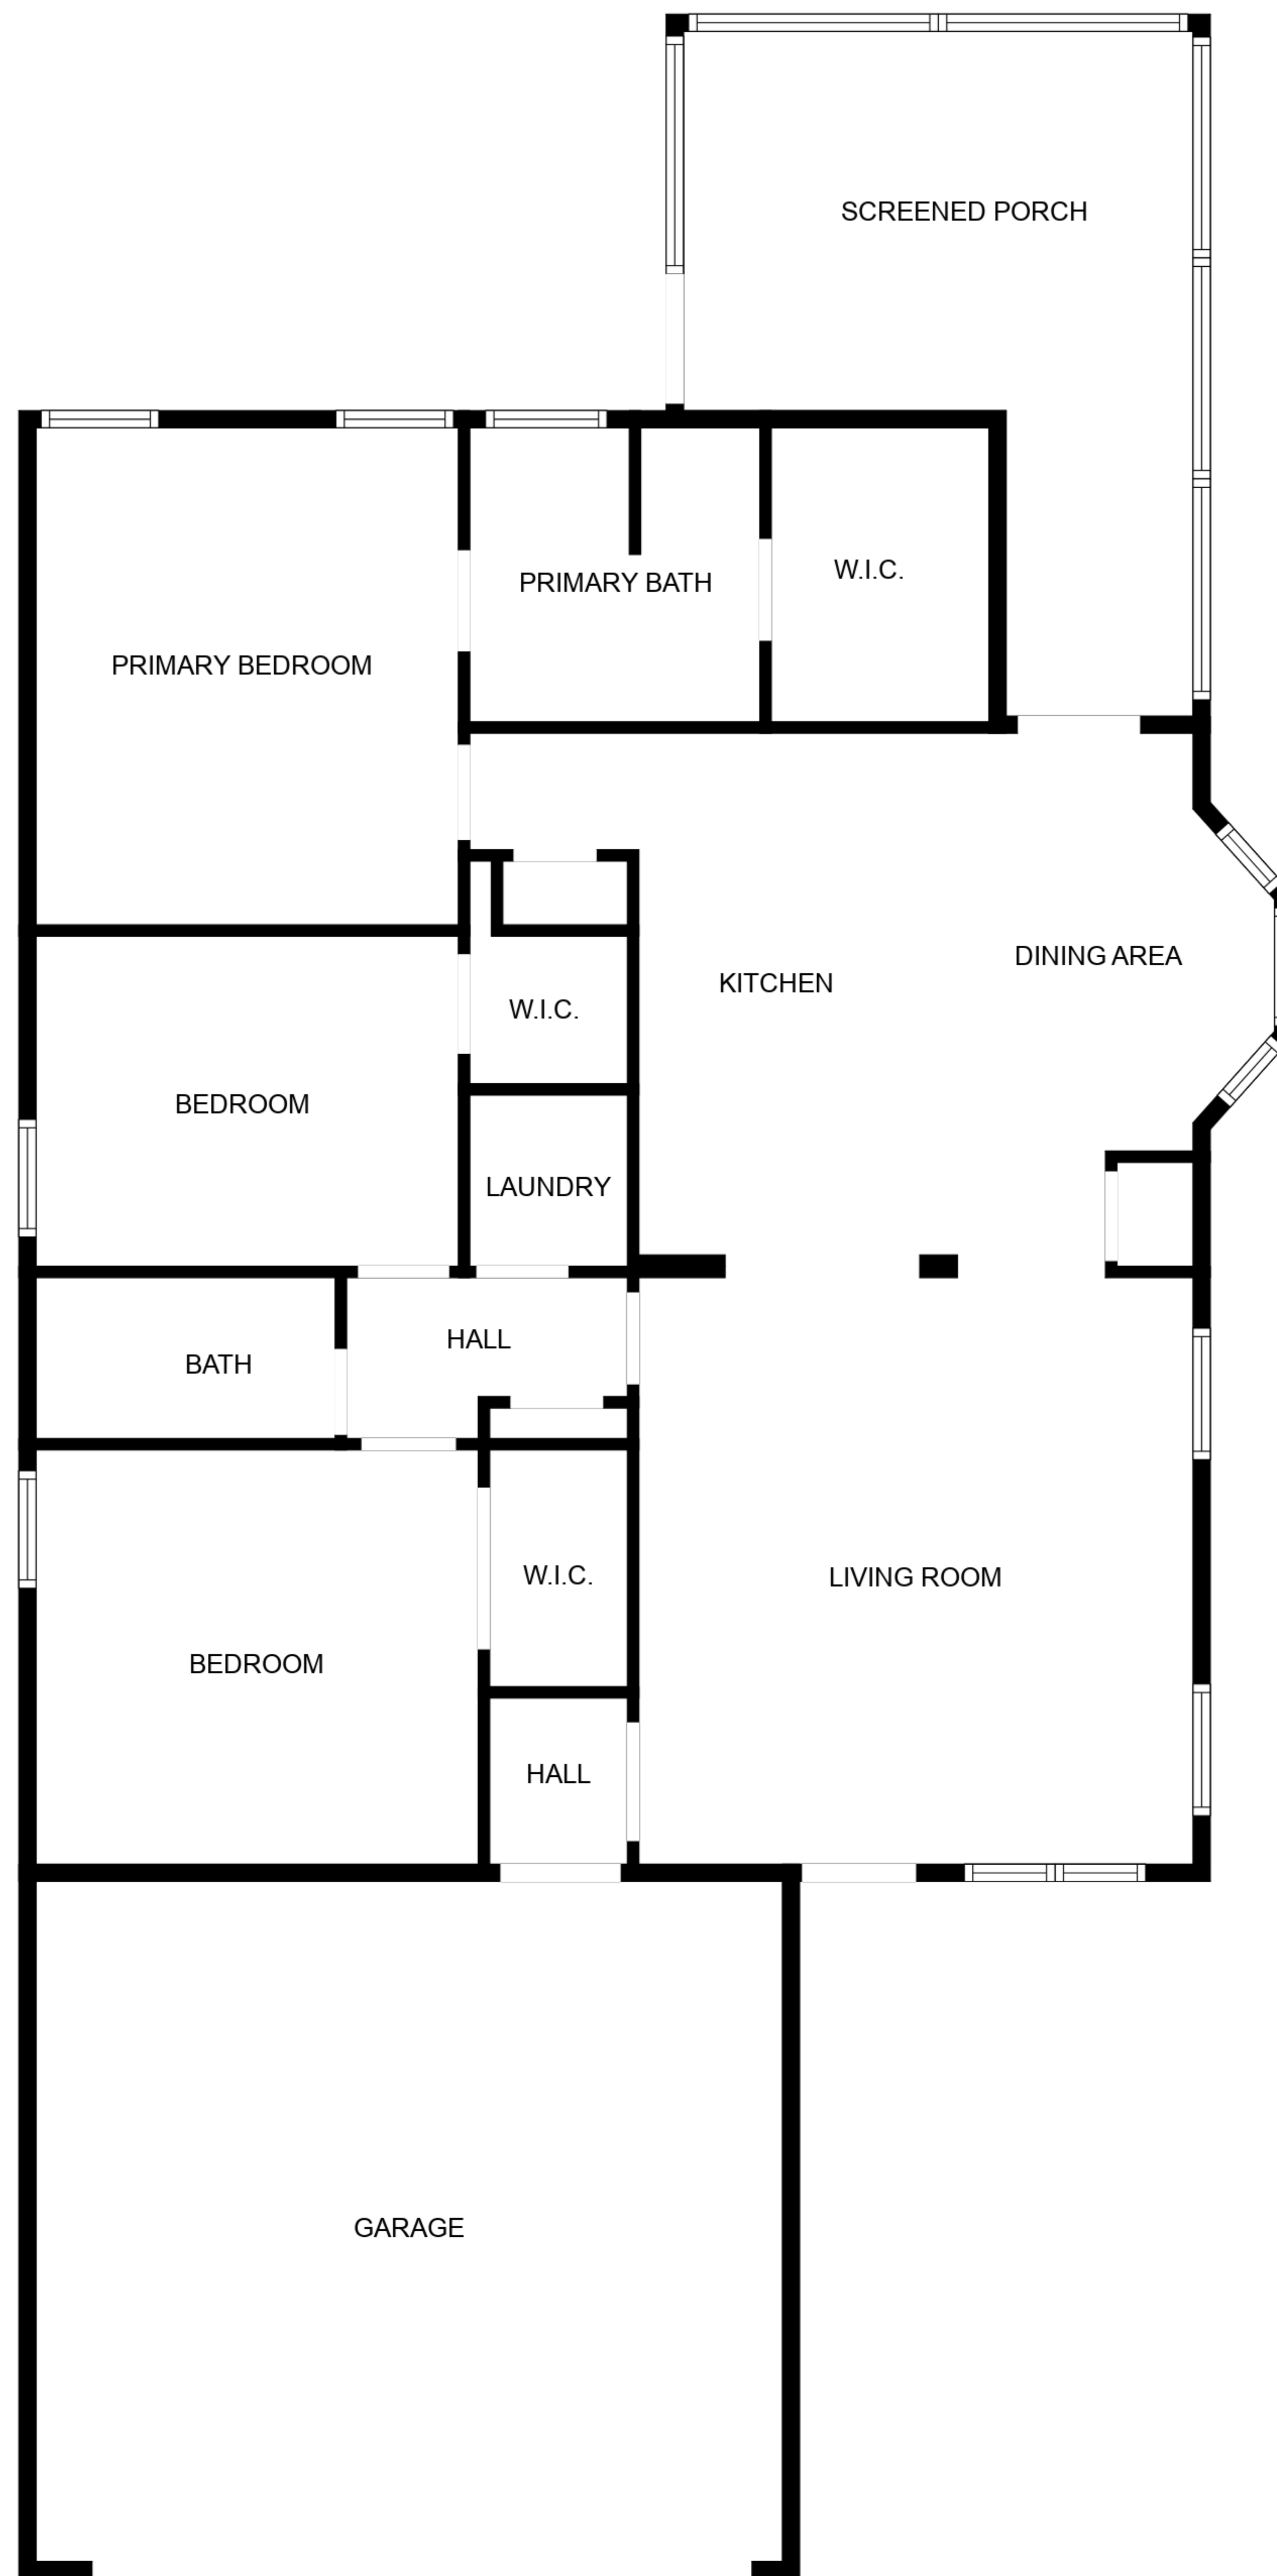 SCREENED PORCH
W.I.C.
PRIMARY BATH
PRIMARY BEDROOM
DINING AREA
KITCHEN
W.I.C.
BEDROOM
LAUNDRY
HALL
BATH
W.I.C.
LIVING ROOM
BEDROOM
HALL
GARAGE